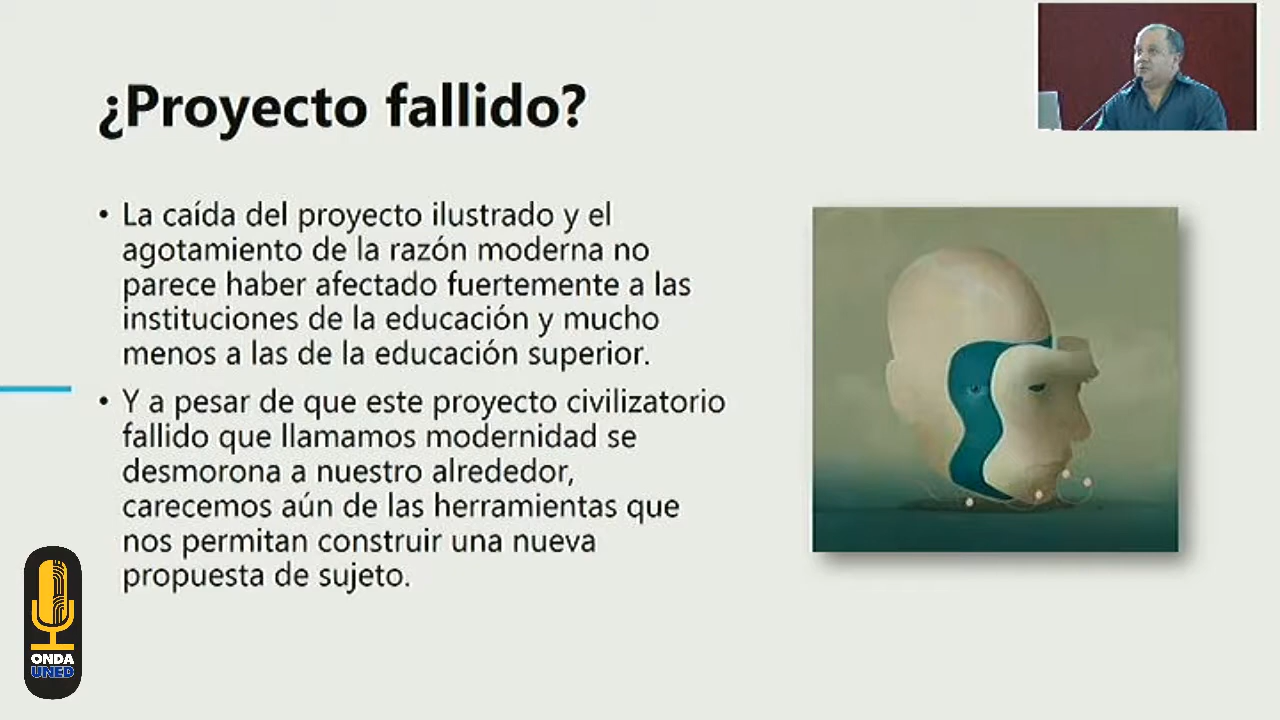 ¿Proyecto fallido?
• La caída del proyecto ilustrado y el
agotamiento de la razón moderna no
parece haber afectado fuertemente a las
instituciones de la educación y mucho
menos a las de la educación superior.
• Y a pesar de que este proyecto civilizatorio
fallido que llamamos modernidad se
desmorona a nuestro alrededor,
carecemos aún de las herramientas que
nos permitan construir una nueva
propuesta de sujeto.
ONDA
UNED